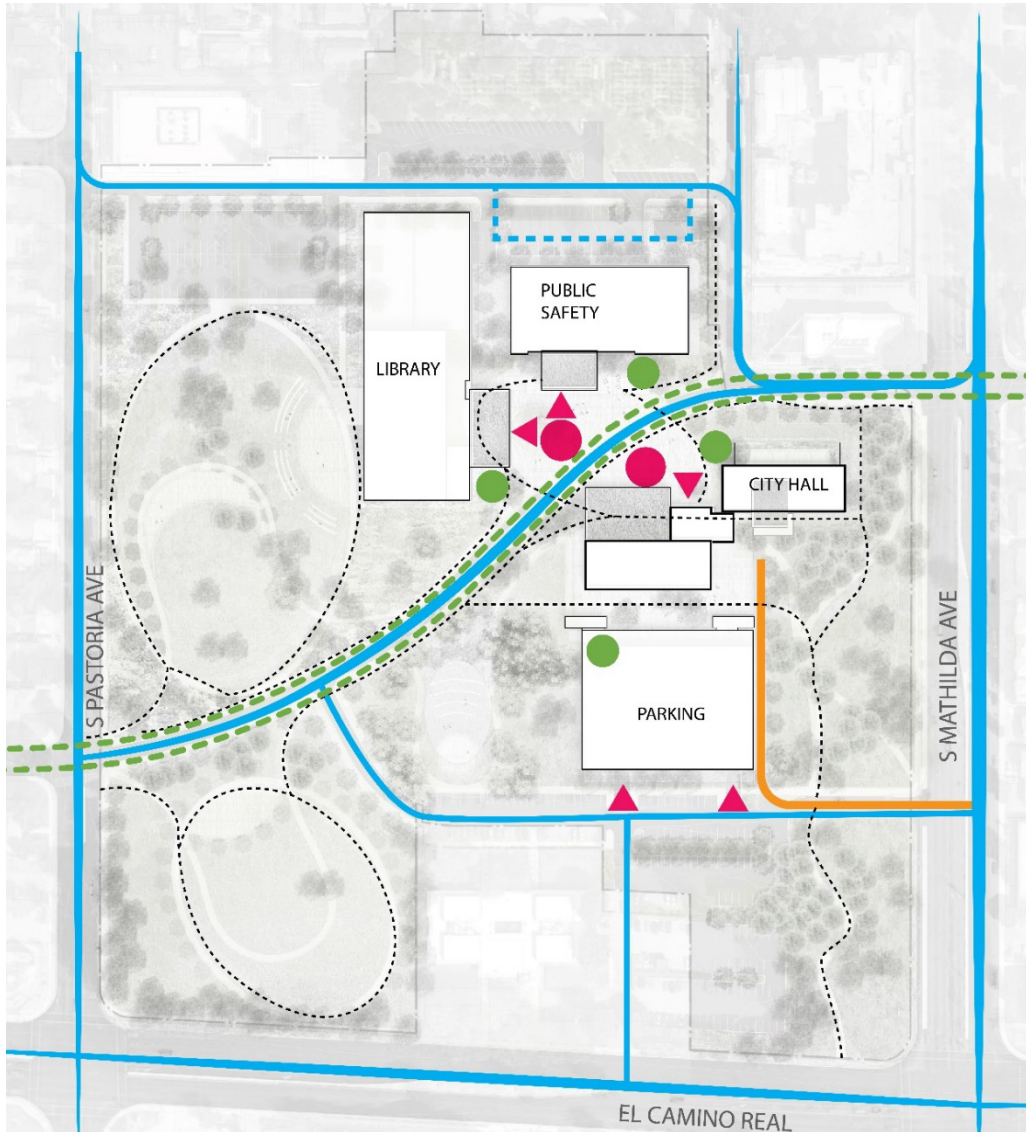 PUBLIC
SAFETY
LIBRARY
CITY HALL
S PASTORIA AVE
S MATHILDA AVE
PARKING
EL CAMINO REAL